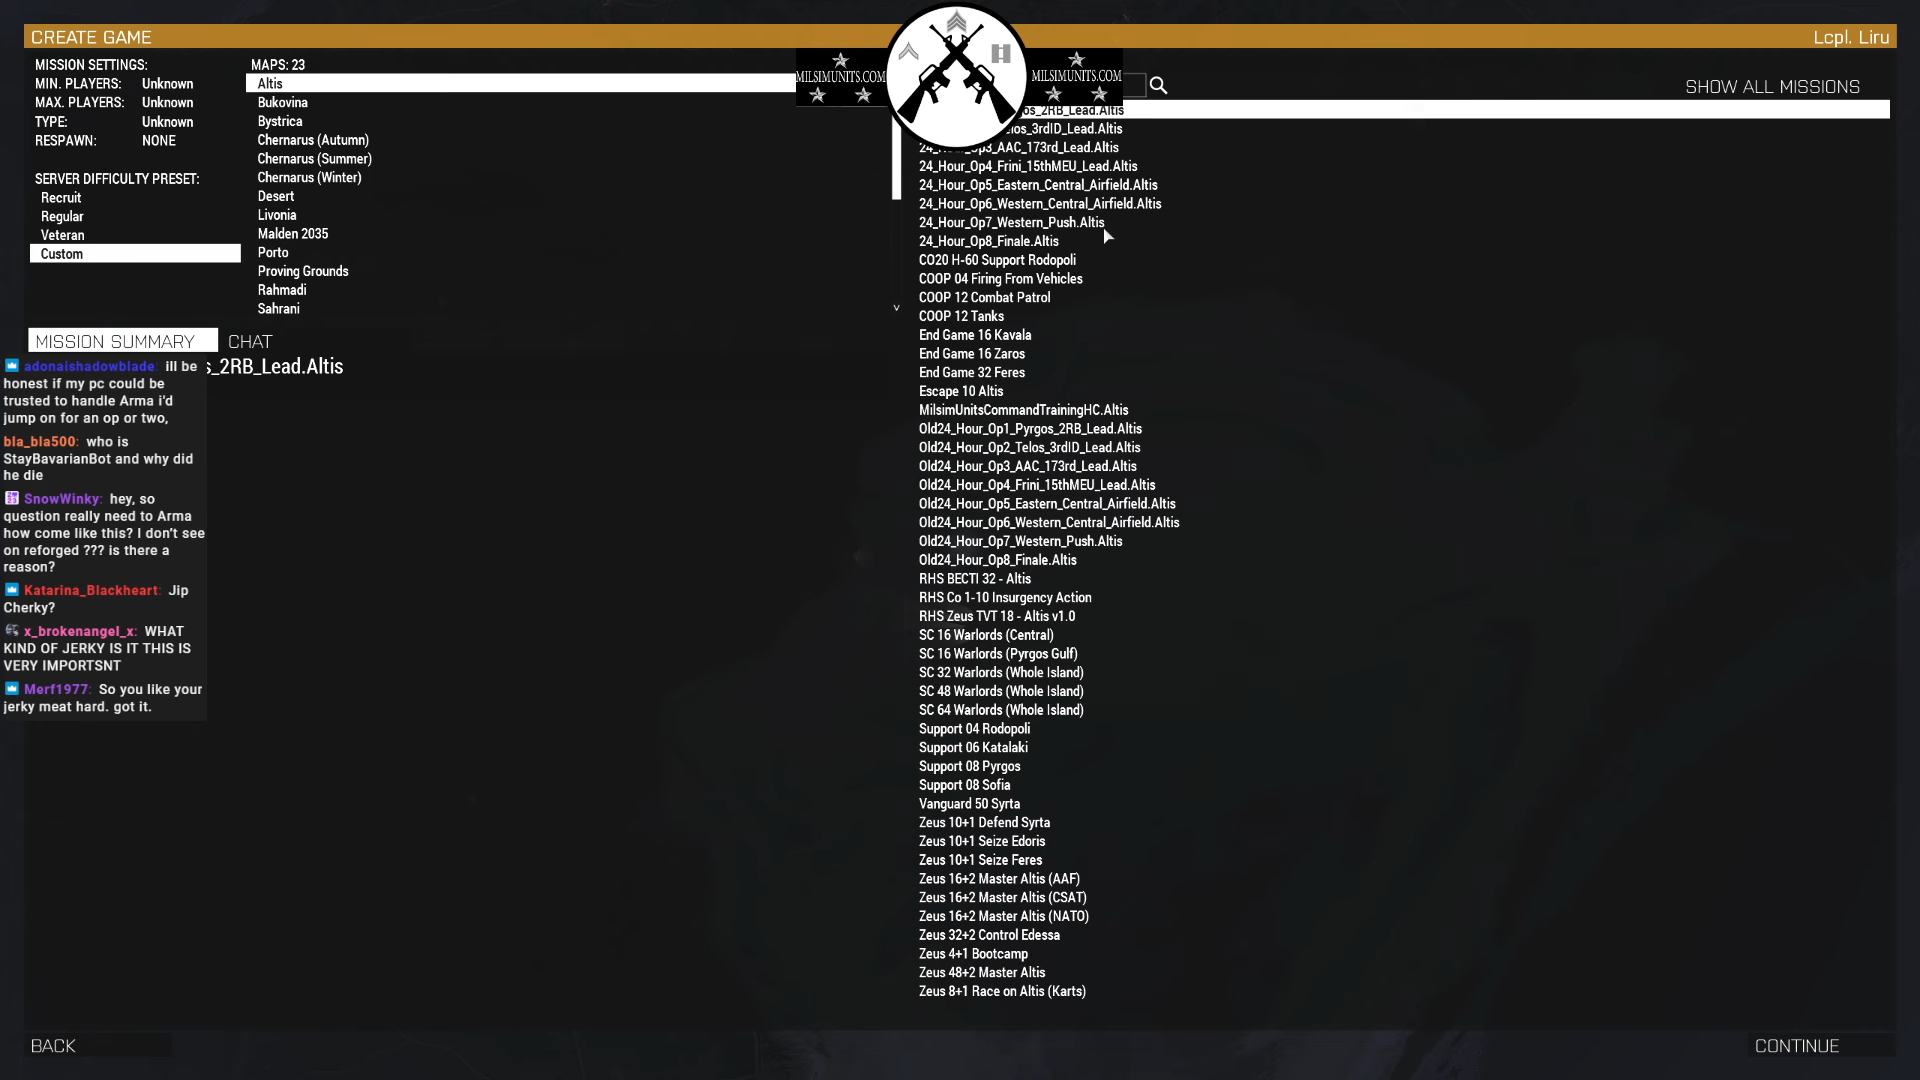 CREATE GAME
Lcpl. Liru
MISSION SETTINGS:
MIN. PLAYERS: Unknown
MAX. PLAYERS: Unknown
TYPE: Unknown
RESPAWN: NONE
SERVER DIFFICULTY PRESET:
Recruit
Regular
Veteran
Custom
MAPS: 23
Altis
Bukovina
Bystrica
Chernarus (Autumn)
Chernarus (Summer)
Chernarus (Winter)
Desert
Livonia
Malden 2035
Porto
Proving Grounds
Rahmadi
Sahrani
MILSIMUNITS.COM
MILSIMUNITS.COM
SHOW ALL MISSIONS
os_2RB_Lead.Altis
elos_3rdID_Lead.Altis
24_Hour_Op3_AAC_173rd_Lead.Altis
24_Hour_Op4_Frini_15thMEU_Lead.Altis
24_Hour_Op5_Eastern_Central_Airfield.Altis
24_Hour_Op6_Western_Central_Airfield.Altis
24_Hour_Op7_Western_Push.Altis
24_Hour_Op8_Finale.Altis
CO20 H-60 Support Rodopoli
COOP 04 Firing From Vehicles
COOP 12 Combat Patrol
COOP 12 Tanks
End Game 16 Kavala
End Game 16 Zaros
End Game 32 Feres
Escape 10 Altis
MilsimUnitsCommandTrainingHC.Altis
Old24_Hour_Op1_Pyrgos_2RB_Lead.Altis
Old24_Hour_Op2_Telos_3rdID_Lead.Altis
Old24_Hour_Op3_AAC_173rd_Lead.Altis
Old24_Hour_Op4_Frini_15thMEU_Lead.Altis
Old24_Hour_Op5_Eastern_Central_Airfield.Altis
Old24_Hour_Op6_Western_Central_Airfield.Altis
Old24_Hour_Op7_Western_Push.Altis
Old24_Hour_Op8_Finale.Altis
RHS BECTI 32 - Altis
RHS Co 1-10 Insurgency Action
RHS Zeus TVT 18 - Altis v1.0
SC 16 Warlords (Central)
SC 16 Warlords (Pyrgos Gulf)
SC 32 Warlords (Whole Island)
SC 48 Warlords (Whole Island)
SC 64 Warlords (Whole Island)
Support 04 Rodopoli
Support 06 Katalaki
Support 08 Pyrgos
Support 08 Sofia
Vanguard 50 Syrta
Zeus 10+1 Defend Syrta
Zeus 10+1 Seize Edoris
Zeus 10+1 Seize Feres
Zeus 16+2 Master Altis (AAF)
Zeus 16+2 Master Altis (CSAT)
Zeus 16+2 Master Altis (NATO)
Zeus 32+2 Control Edessa
Zeus 4+1 Bootcamp
Zeus 48+2 Master Altis
Zeus 8+1 Race on Altis (Karts)
MISSION SUMMARY
CHAT
s_2RB_Lead.Altis
adonaishadowblade: ill be
honest if my pc could be
trusted to handle Arma i'd
jump on for an op or two,
bla_bla500: who is
StayBavarianBot and why did
he die
SnowWinky: hey, so
question really need to Arma
how come like this? I don't see
on reforged ??? is there a
reason?
Katarina_Blackheart: Jip
Cherky?
x_brokenangel_x: WHAT
KIND OF JERKY IS IT THIS IS
VERY IMPORTSNT
Merf1977: So you like your
jerky meat hard. got it.
BACK
CONTINUE